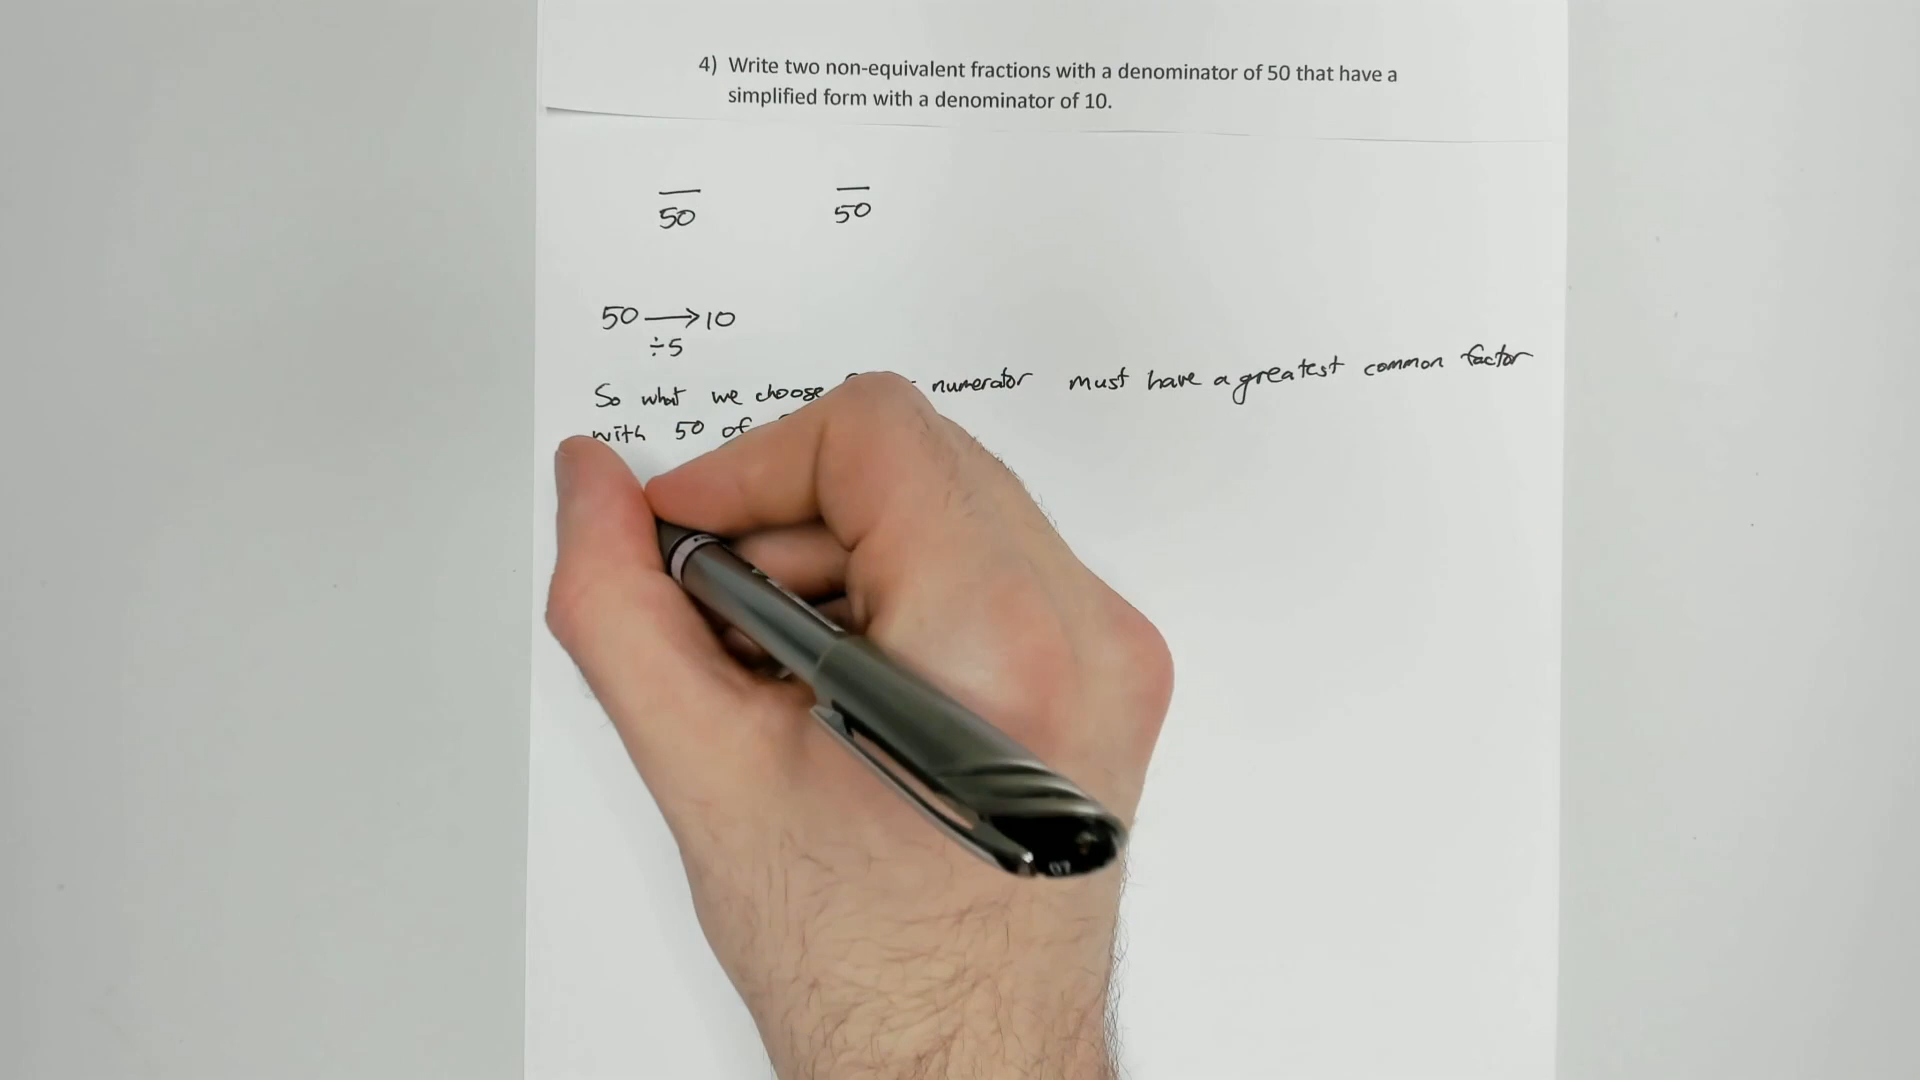 4) Write two non-equivalent fractions with a denominator of 50 that have a
simplified form with a denominator of 10.
50 50
50 → 10
÷5
So what we choose numerator must have a greatest common factor
with 50 of
07